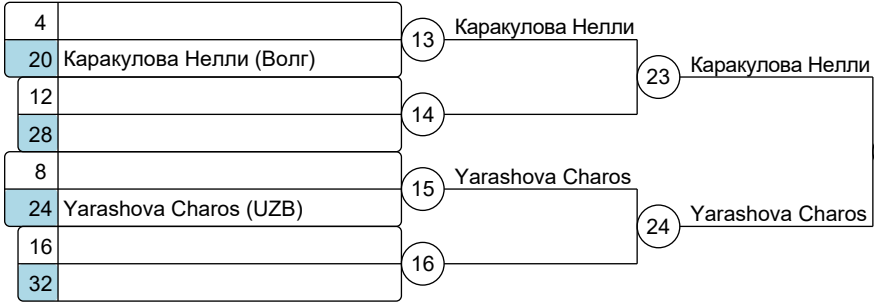 4
20 Каракулова Нелли (Волг)
13
Каракулова Нелли
12
28
14
23
Каракулова Нелли
8
24 Yarashova Charos (UZB)
15
Yarashova Charos
16
32
16
24
Yarashova Charos